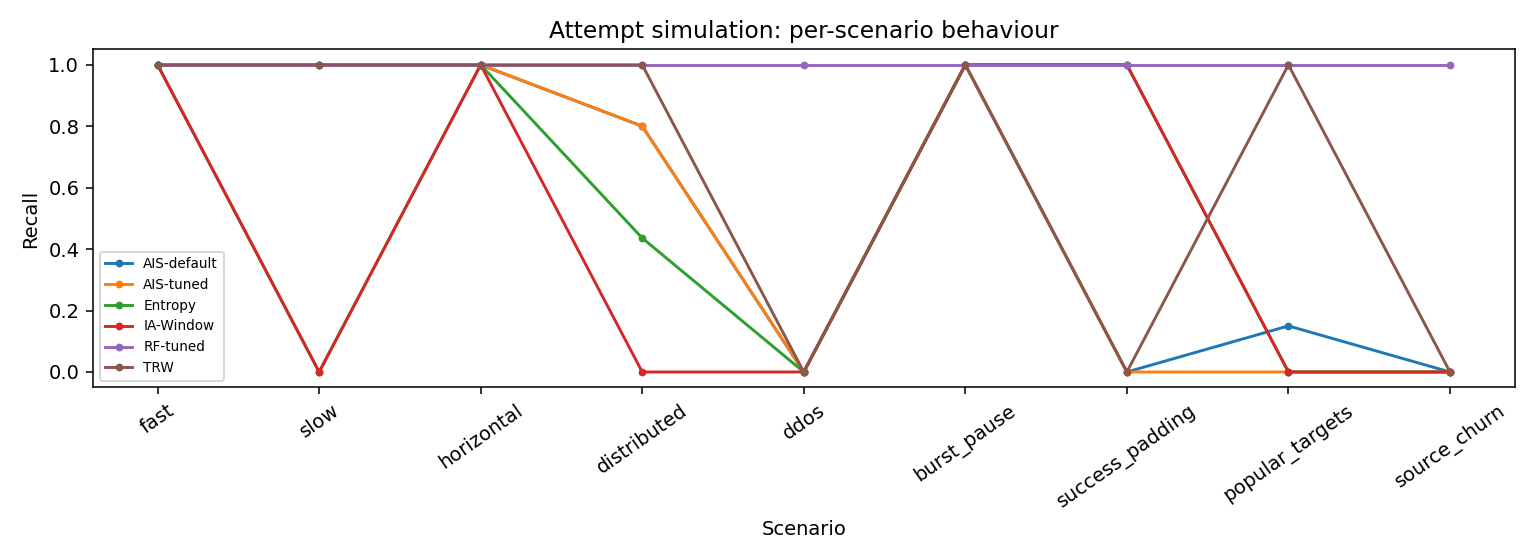 Attempt simulation: per-scenario behaviour
Recall
1.0
0.8
0.6
0.4
0.2
0.0
AIS-default
AIS-tuned
Entropy
IA-Window
RF-tuned
TRW
fast
slow
horizontal
distributed
ddos
burst_pause
success_padding
popular_targets
source_churn
Scenario